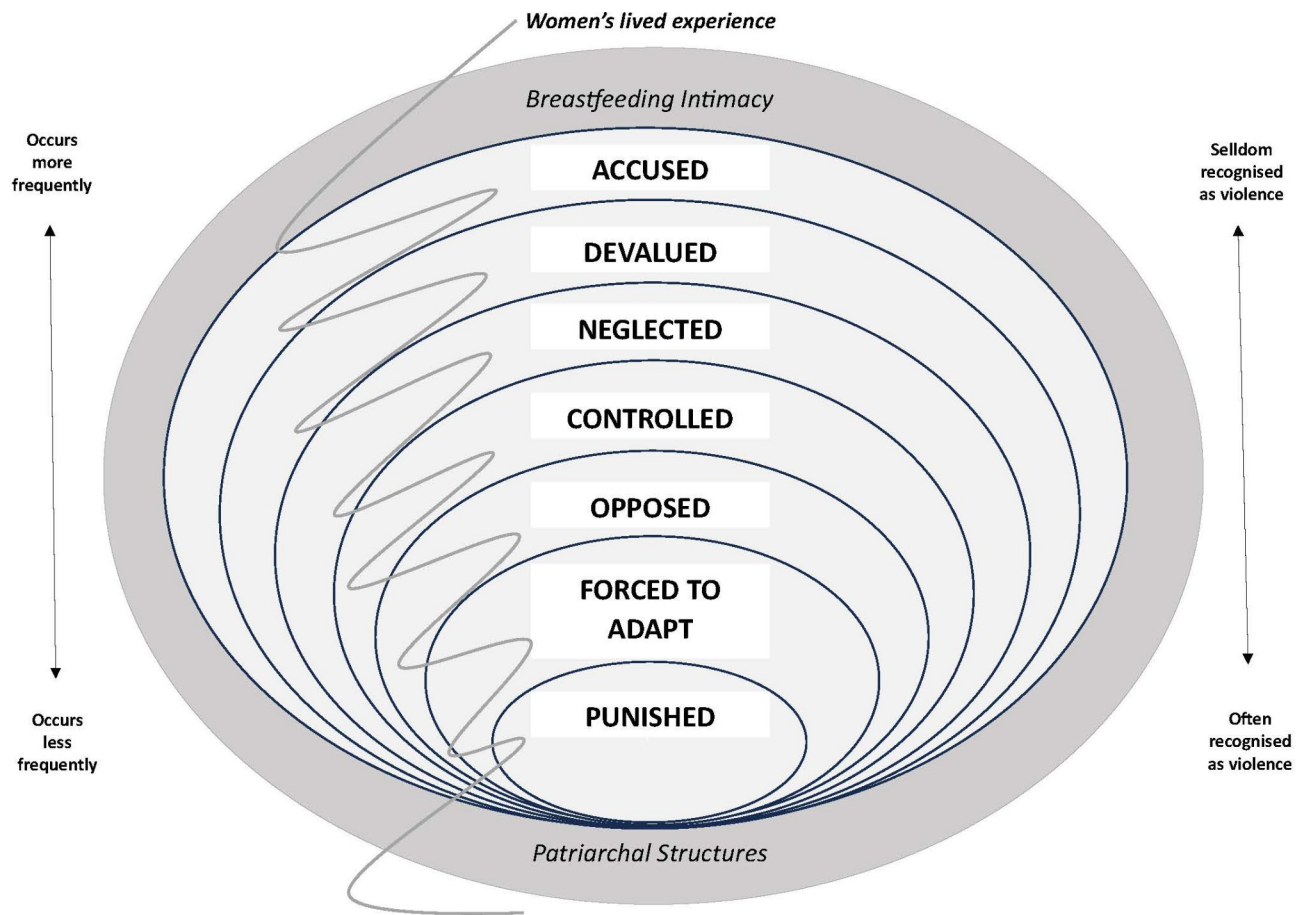 Women's lived experience
Breastfeeding Intimacy
Occurs
more
frequently
Selldom
recognised
as violence
ACCUSED
DEVALUED
NEGLECTED
CONTROLLED
OPPOSED
FORCED TO
ADAPT
PUNISHED
Occurs
less
frequently
Often
recognised
as violence
Patriarchal Structures